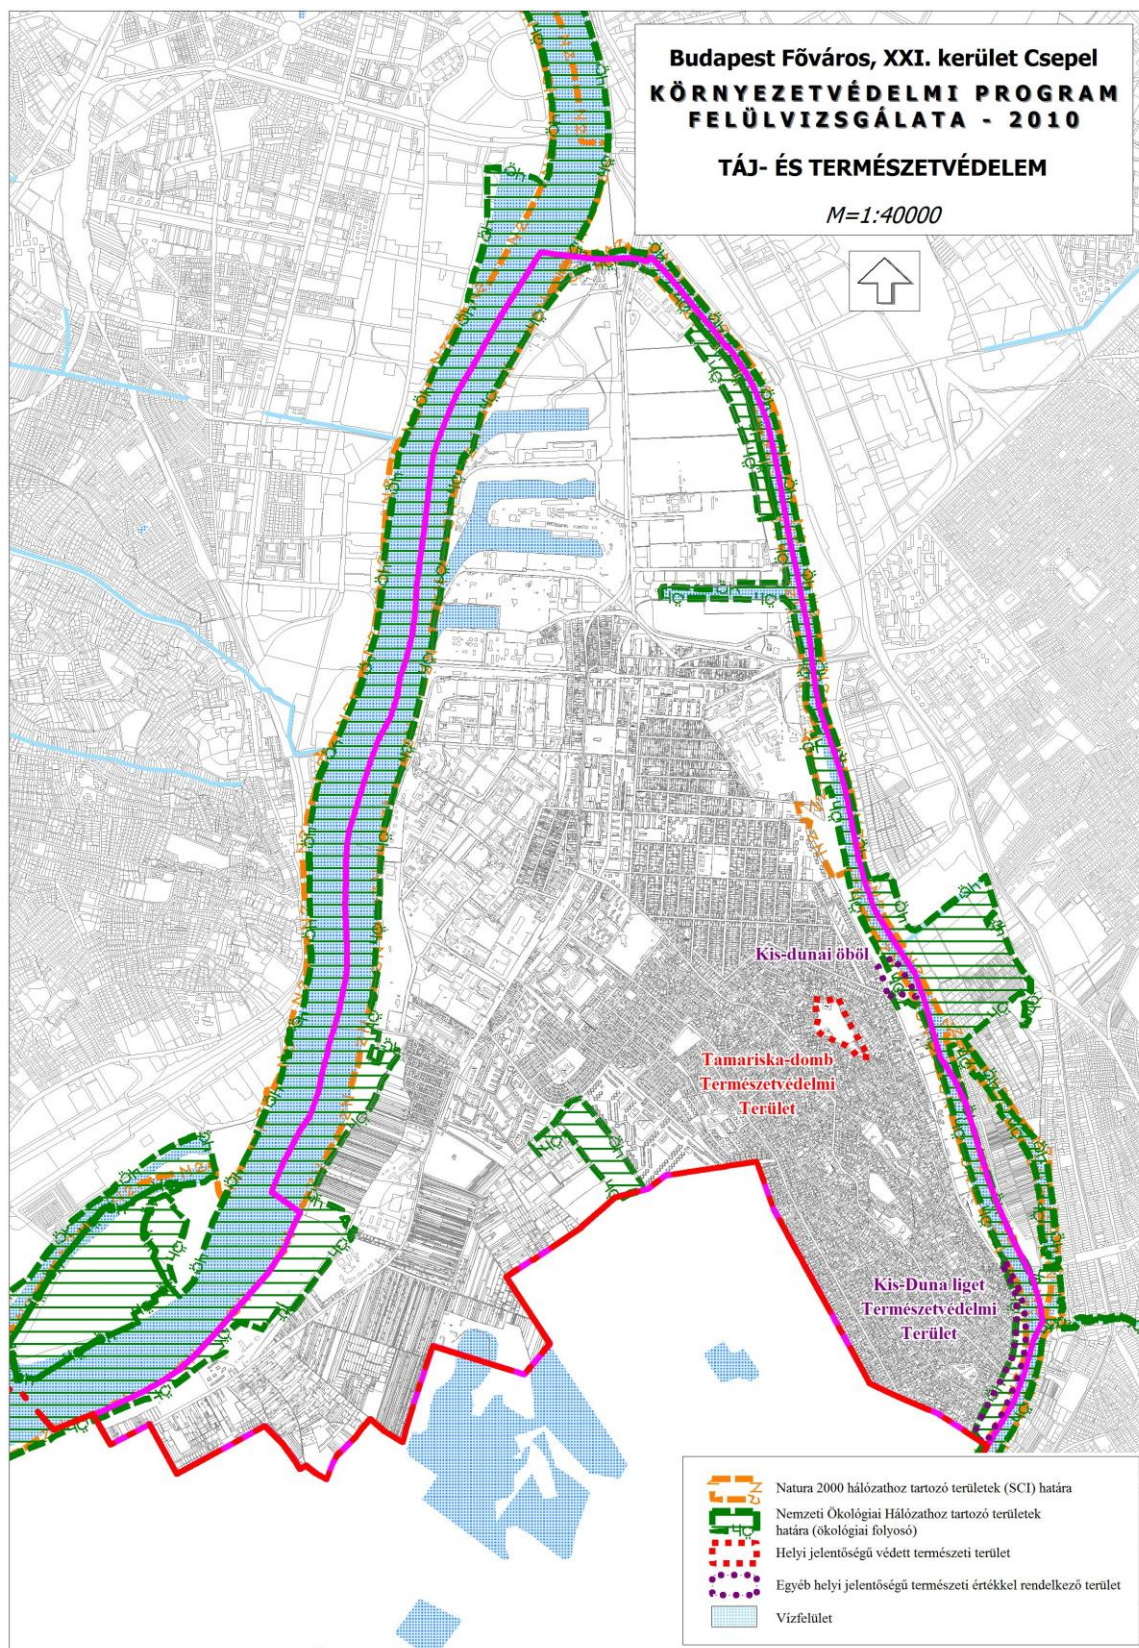 Budapest Fõváros, XXI. kerület Csepel
KÖRNYEZETVÉDELMI PROGRAM
FELÜLVIZSGÁLATA - 2010
TÁJ- ÉS TERMÉSZETVÉDELEM
M=1:40000
Kis-dunai öböl
Tamariska-domb
Természetvédelmi
Terület
Kis-Duna liget
Természetvédelmi
Terület
Natura 2000 hálózathoz tartozó területek (SCI) határa
Nemzeti Ökológiai Hálózathoz tartozó területek
határa (ökológiai folyosó)
Helyi jelentőségű védett természeti terület
Egyéb helyi jelentőségű természeti értékkel rendelkező terület
Vízfelület